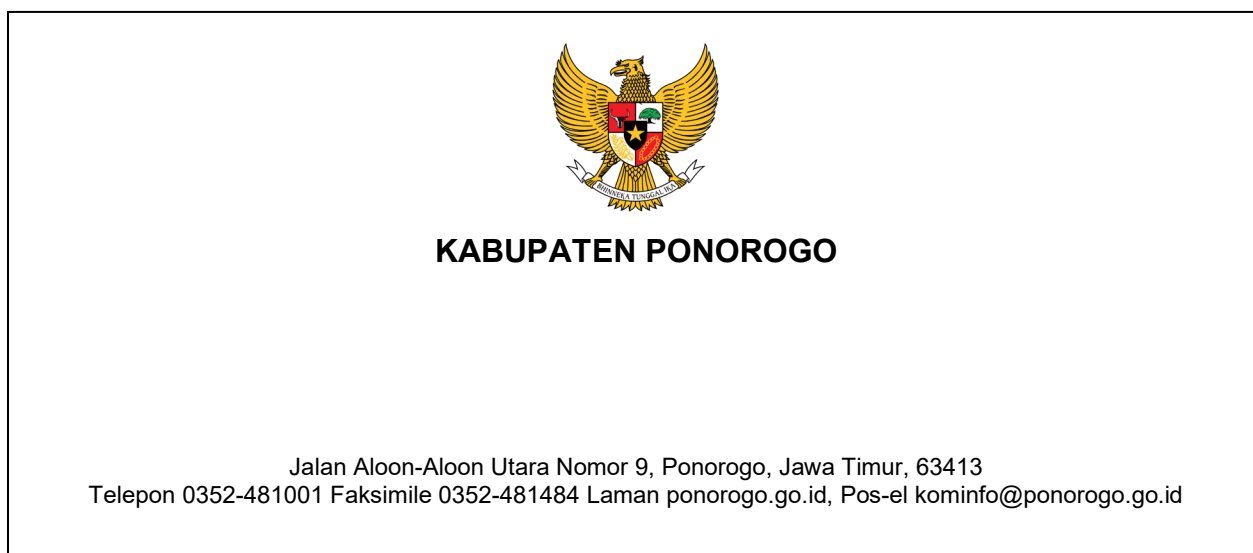 BHINNEKA TUNGGAL IKA
KABUPATEN PONOROGO
Jalan Aloon-Aloon Utara Nomor 9, Ponorogo, Jawa Timur, 63413
Telepon 0352-481001 Faksimile 0352-481484 Laman ponorogo.go.id, Pos-el kominfo@ponorogo.go.id